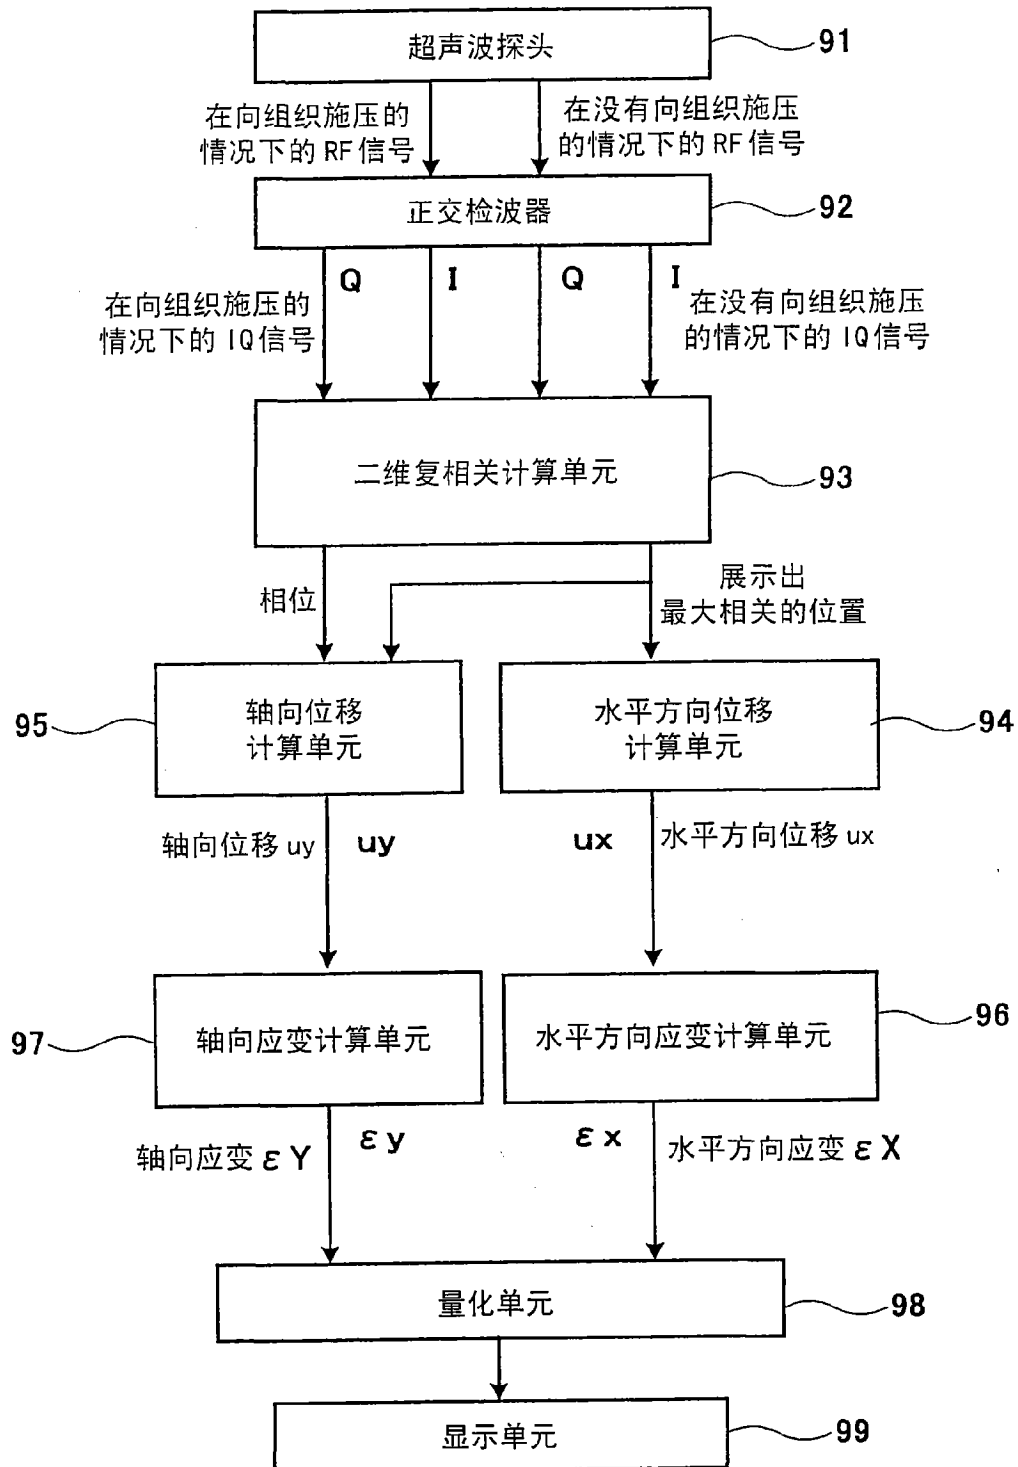 超声波探头
91
在向组织施压的
情况下的 RF 信号
在没有向组织施压
的情况下的 RF 信号
正交检波器
92
Q
I
Q
I
在向组织施压的
情况下的 IQ 信号
在没有向组织施压
的情况下的 IQ 信号
二维复相关计算单元
93
相位
展示出
最大相关的位置
95
轴向位移
计算单元
水平方向位移
计算单元
94
轴向位移 uy
uy
ux
水平方向位移 ux
97
轴向应变计算单元
水平方向应变计算单元
96
轴向应变 ε Y
ε y
ε x
水平方向应变 ε X
量化单元
98
显示单元
99